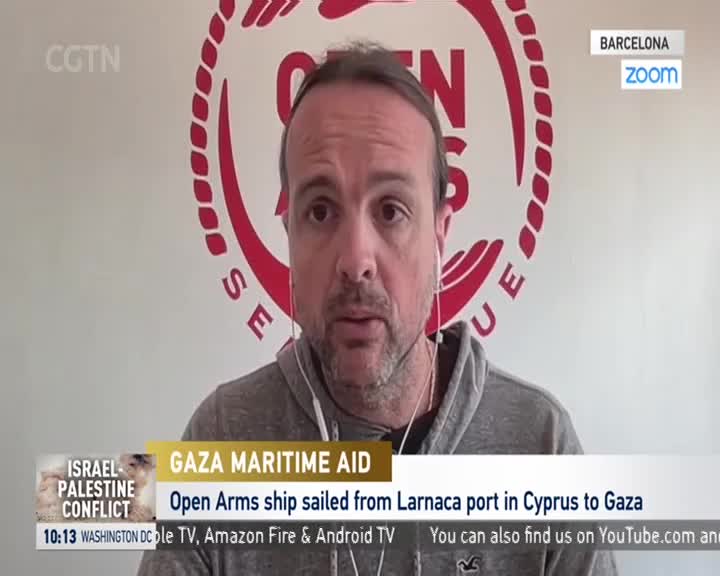 CGTN
BARCELONA
zoom
OPEN
ARMS
ISRAEL-
PALESTINE
CONFLICT
GAZA MARITIME AID
Open Arms ship sailed from Larnaca port in Cyprus to Gaza
10:13 WASHINGTON DC
ble TV, Amazon Fire & Android TV You can also find us on YouTube.com and